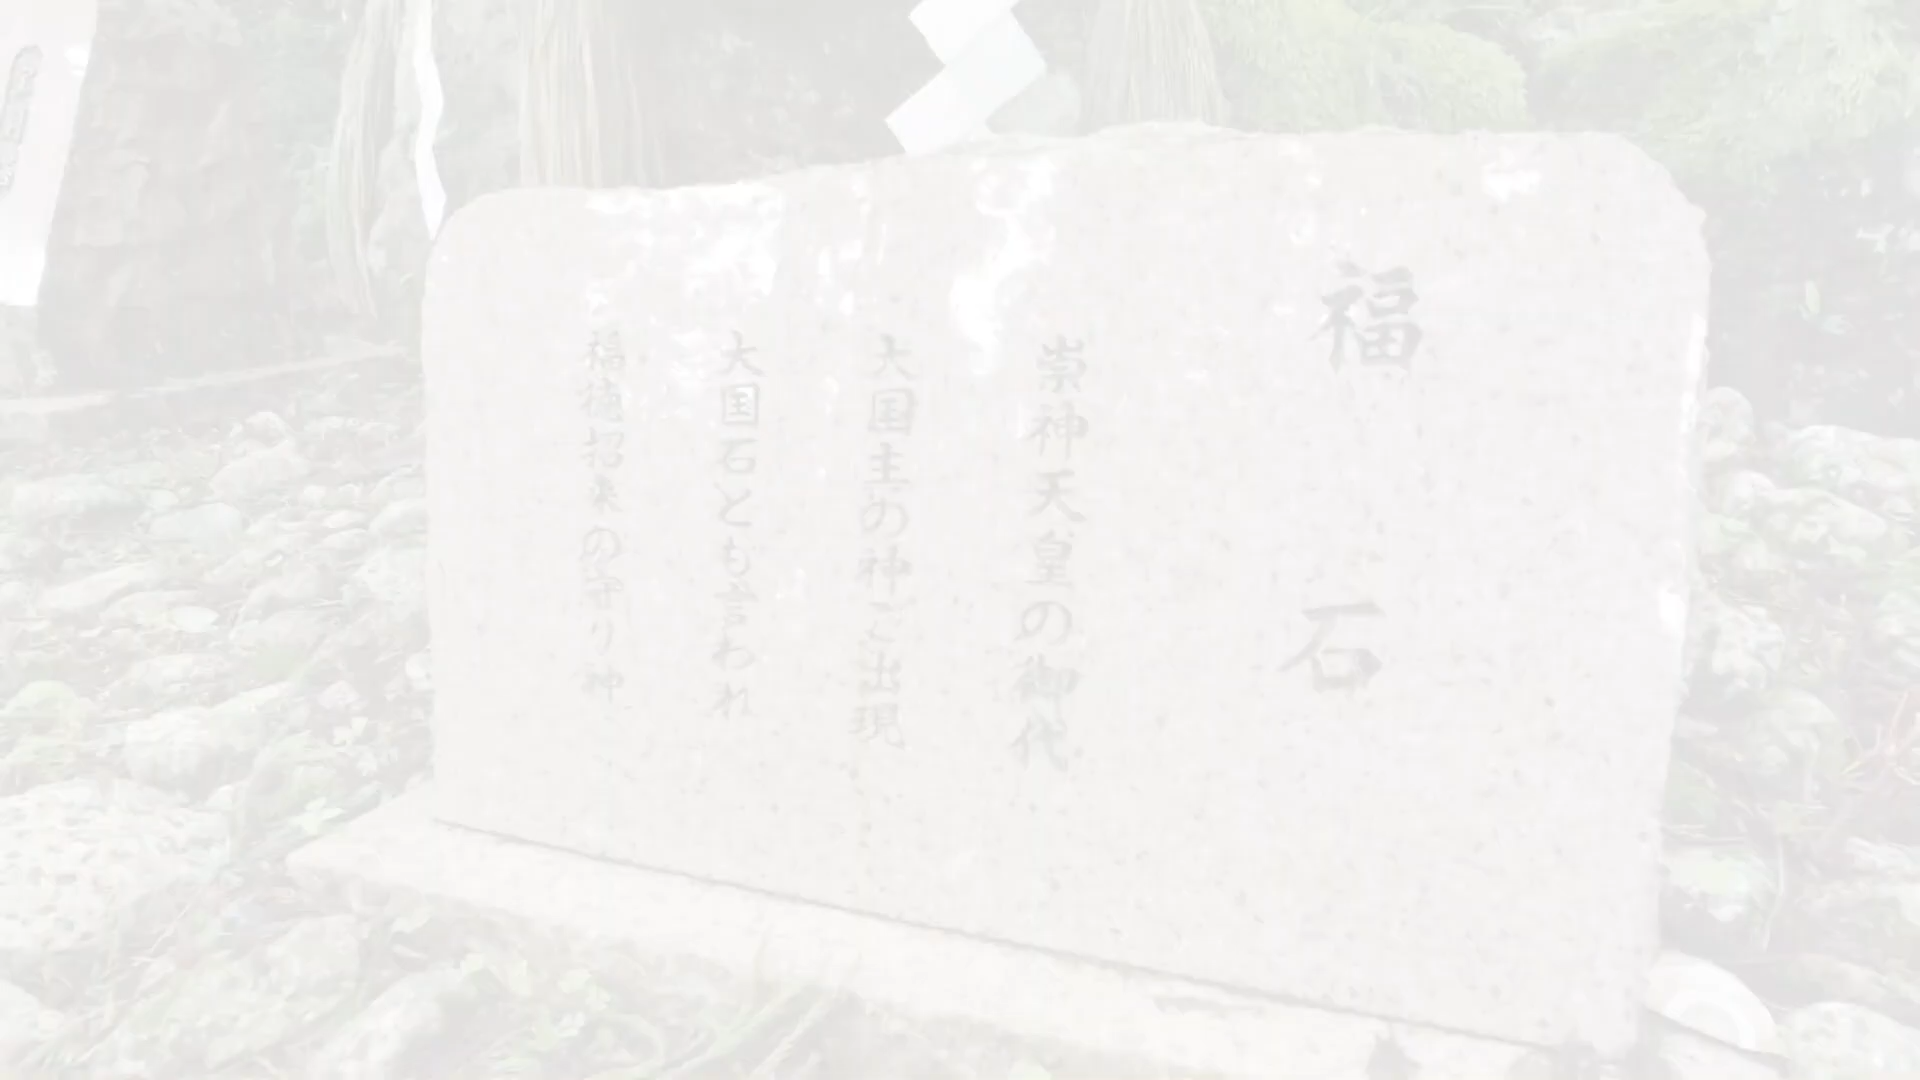 福石
崇神天皇の御代
大国主の神ご出現
大国石とも言われ
福徳招来の守り神